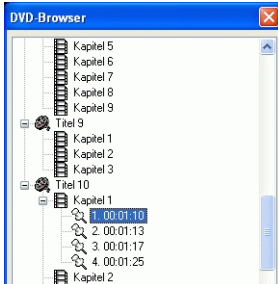 DVD-Browser
Kapitel 5
Kapitel 6
Kapitel 7
Kapitel 8
Kapitel 9
Titel 9
Kapitel 1
Kapitel 2
Kapitel 3
Titel 10
Kapitel 1
1. 00:01:10
2. 00:01:13
3. 00:01:17
4. 00:01:25
Kapitel 2